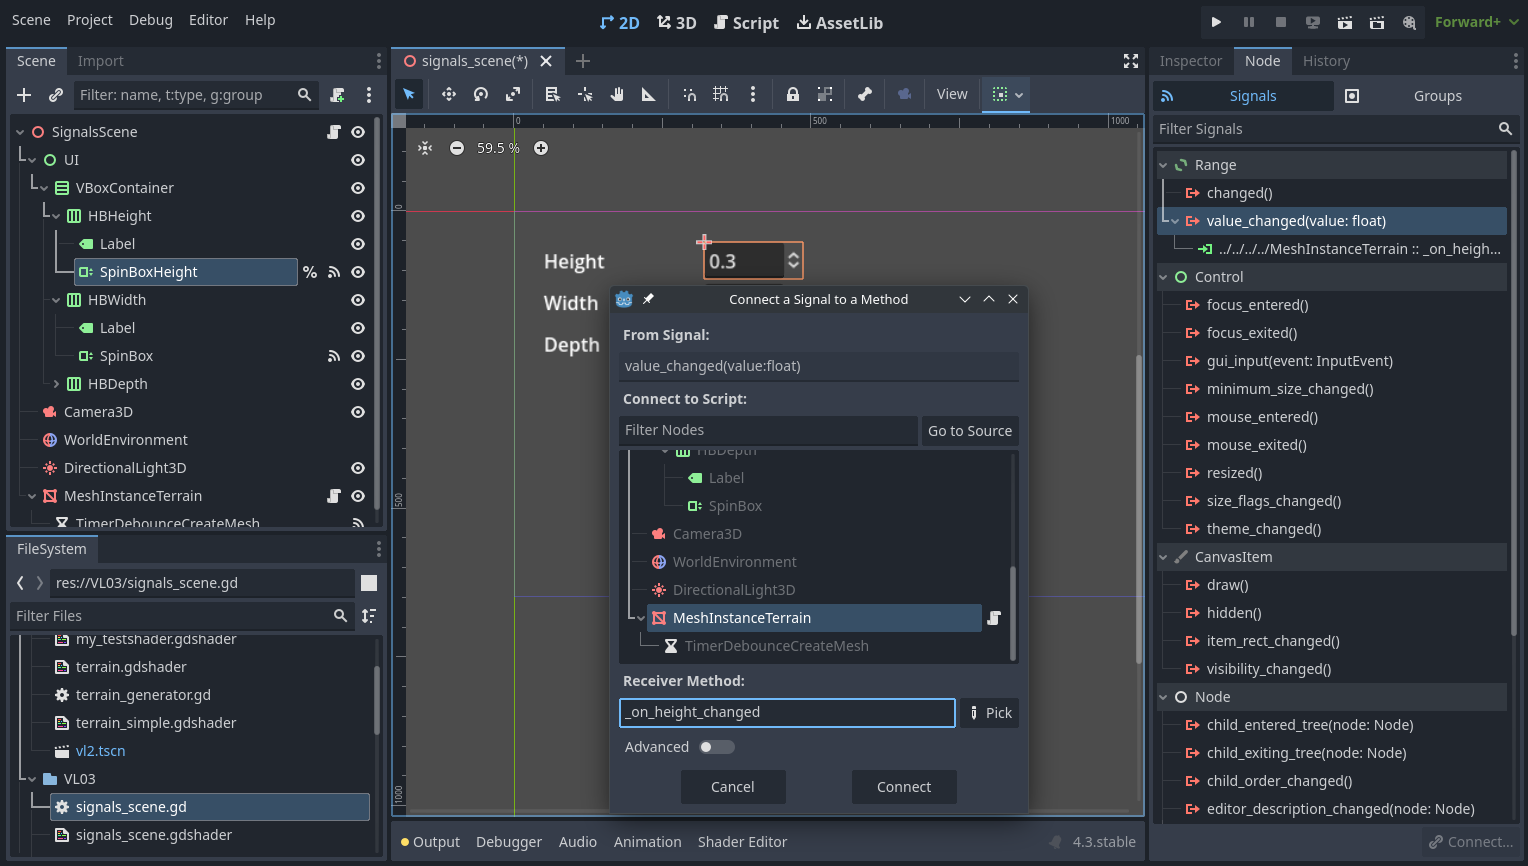 Scene Project Debug Editor Help
2D 3D Script AssetLib
Forward+
Scene Import
Filter: name, t:type, g:group
SignalsScene
UI
VBoxContainer
HBHeight
Label
SpinBoxHeight %
HBWidth
Label
SpinBox
HBDepth
Camera3D
WorldEnvironment
DirectionalLight3D
MeshInstanceTerrain
TimerDebounceCreateMesh
FileSystem
res://VL03/signals_scene.gd
Filter Files
my_testshader.gdshader
terrain.gdshader
terrain_generator.gd
terrain_simple.gdshader
vl2.tscn
VL03
signals_scene.gd
signals_scene.gdshader
signals_scene(*)
View
0 500 1000
0
500
1000
59.5 %
Height 0.3
Width
Depth
Connect a Signal to a Method
From Signal:
value_changed(value:float)
Connect to Script:
Filter Nodes Go to Source
HBDepth
Label
SpinBox
Camera3D
WorldEnvironment
DirectionalLight3D
MeshInstanceTerrain
TimerDebounceCreateMesh
Receiver Method:
_on_height_changed Pick
Advanced
Cancel Connect
Output Debugger Audio Animation Shader Editor 4.3.stable
Inspector Node History
Signals Groups
Filter Signals
Range
changed()
value_changed(value: float)
../../../../MeshInstanceTerrain :: _on_heigh...
Control
focus_entered()
focus_exited()
gui_input(event: InputEvent)
minimum_size_changed()
mouse_entered()
mouse_exited()
resized()
size_flags_changed()
theme_changed()
CanvasItem
draw()
hidden()
item_rect_changed()
visibility_changed()
Node
child_entered_tree(node: Node)
child_exiting_tree(node: Node)
child_order_changed()
editor_description_changed(node: Node)
Connect...